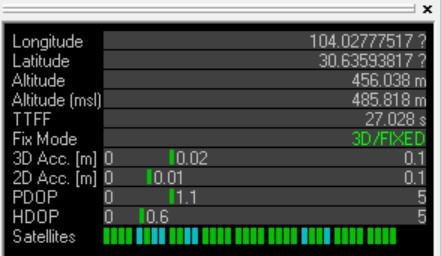 Longitude 104.02777517 ?
Latitude 30.63593817 ?
Altitude 456.038 m
Altitude (msl) 485.818 m
TTFF 27.028 s
Fix Mode 3D/FIXED
3D Acc. [m] 0 0.02 0.1
2D Acc. [m] 0 0.01 0.1
PDOP 0 1.1 5
HDOP 0 0.6 5
Satellites